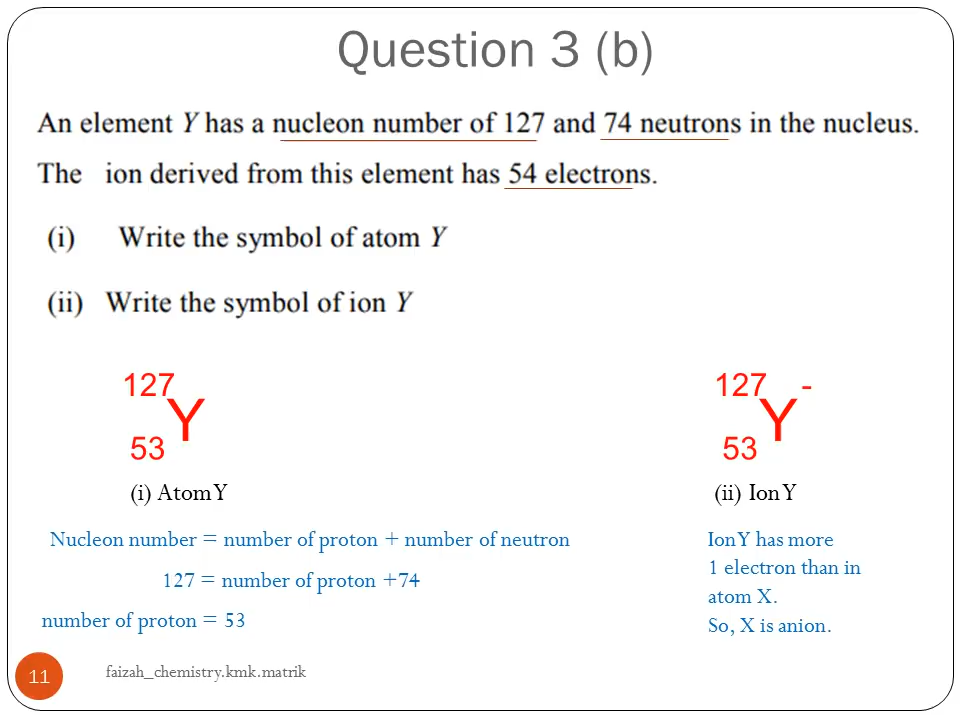 Question 3 (b)
An element Y has a nucleon number of 127 and 74 neutrons in the nucleus.
The ion derived from this element has 54 electrons.
(i) Write the symbol of atom Y
(ii) Write the symbol of ion Y
127
Y
53
(i) Atom Y
127 -
Y
53
(ii) Ion Y
Nucleon number = number of proton + number of neutron
127 = number of proton +74
number of proton = 53
Ion Y has more
1 electron than in
atom X.
So, X is anion.
11
faizah_chemistry.kmk.matrik